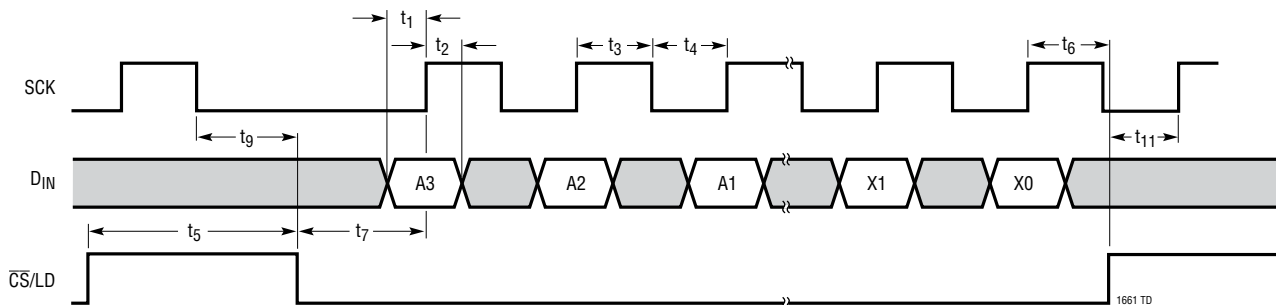 t1
t2
t3
t4
t6
SCK
t9
t11
DIN
A3
A2
A1
X1
X0
t5
t7
CS/LD
1661 TD